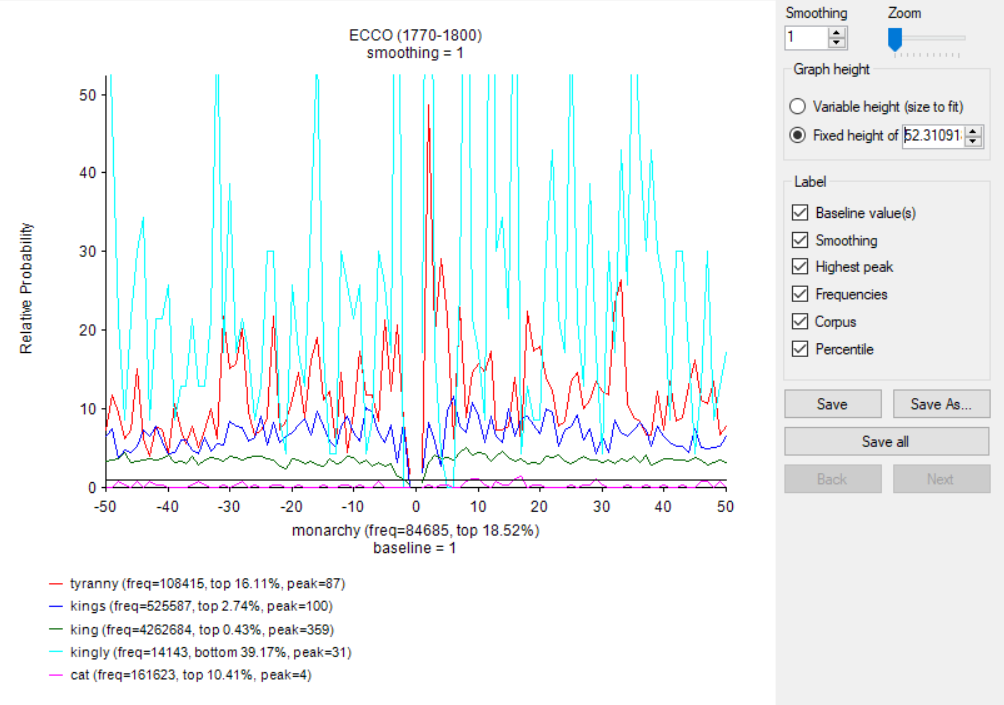 ECCO (1770-1800)
smoothing = 1
Relative Probability
50
40
30
20
10
0
-50 -40 -30 -20 -10 0 10 20 30 40 50
monarchy (freq=84685, top 18.52%)
baseline = 1
tyranny (freq=108415, top 16.11%, peak=87)
kings (freq=525587, top 2.74%, peak=100)
king (freq=4262684, top 0.43%, peak=359)
kingly (freq=14143, bottom 39.17%, peak=31)
cat (freq=161623, top 10.41%, peak=4)
Smoothing Zoom
1
Graph height
Variable height (size to fit)
Fixed height of 52.31091
Label
Baseline value(s)
Smoothing
Highest peak
Frequencies
Corpus
Percentile
Save Save As...
Save all
Back Next